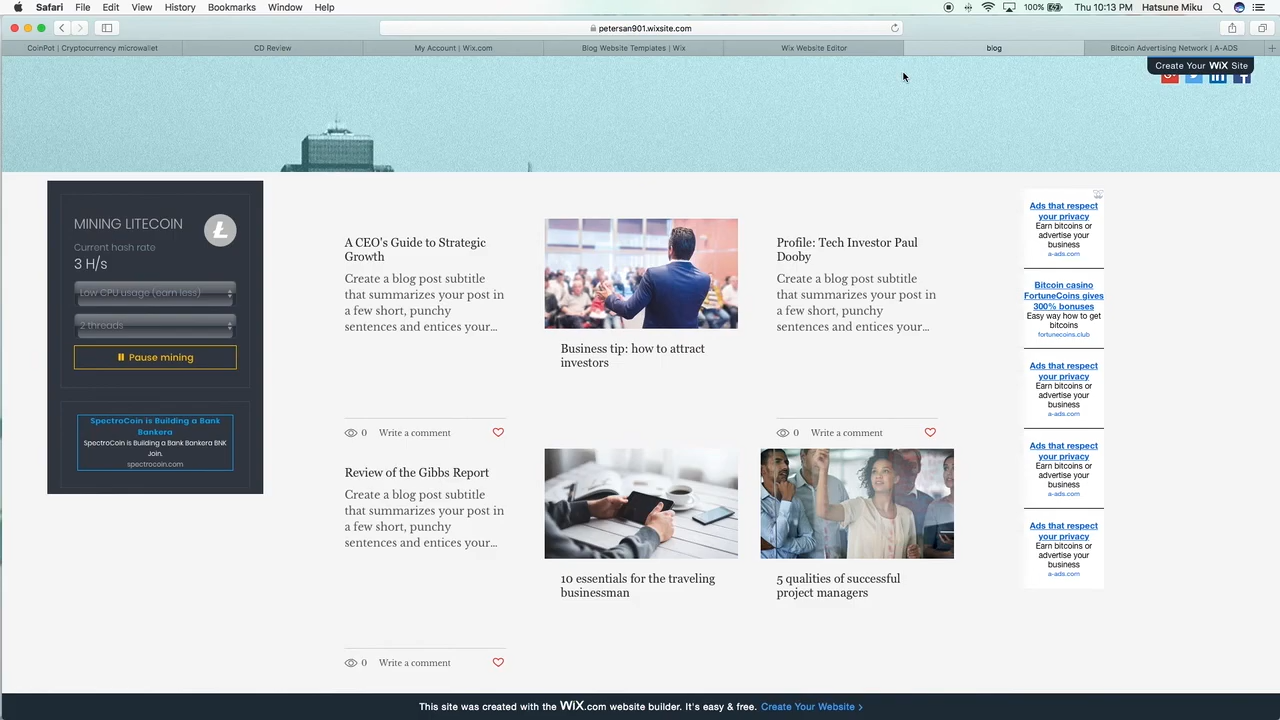 Safari File Edit View History Bookmarks Window Help 100% Thu 10:13 PM Hatsune Miku
petersan901.wixsite.com
CoinPot | Cryptocurrency microwallet CD Review My Account | Wix.com Blog Website Templates | Wix Wix Website Editor blog Bitcoin Advertising Network | A-ADS
Create Your WiX Site
MINING LITECOIN
Current hash rate
3 H/s
Low CPU usage (earn less)
2 threads
Pause mining
SpectroCoin is Building a Bank
Bankera
SpectroCoin is Building a Bank Bankera BNK
Join.
spectrocoin.com
A CEO's Guide to Strategic
Growth
Create a blog post subtitle
that summarizes your post in
a few short, punchy
sentences and entices your...
0 Write a comment
Business tip: how to attract
investors
Profile: Tech Investor Paul
Dooby
Create a blog post subtitle
that summarizes your post in
a few short, punchy
sentences and entices your...
0 Write a comment
Review of the Gibbs Report
Create a blog post subtitle
that summarizes your post in
a few short, punchy
sentences and entices your...
0 Write a comment
10 essentials for the traveling
businessman
5 qualities of successful
project managers
Ads that respect
your privacy
Earn bitcoins or
advertise your
business
a-ads.com
Bitcoin casino
FortuneCoins gives
300% bonuses
Easy way how to get
bitcoins
fortunecoins.club
Ads that respect
your privacy
Earn bitcoins or
advertise your
business
a-ads.com
Ads that respect
your privacy
Earn bitcoins or
advertise your
business
a-ads.com
Ads that respect
your privacy
Earn bitcoins or
advertise your
business
a-ads.com
This site was created with the WiX.com website builder. It's easy & free. Create Your Website >